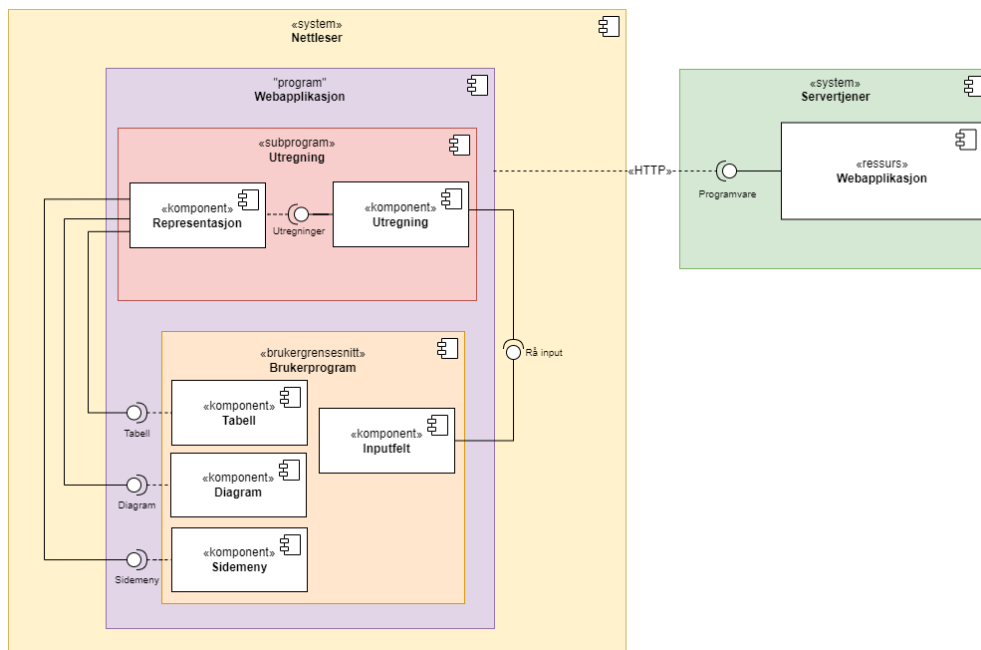 «system»
Nettleser
"program"
Webapplikasjon
«subprogram»
Utregning
«komponent»
Representasjon
Utregninger
«komponent»
Utregning
«HTTP»
«system»
Servertjener
Programvare
«ressurs»
Webapplikasjon
Rå input
«brukergrensesnitt»
Brukerprogram
«komponent»
Tabell
Tabell
«komponent»
Inputfelt
«komponent»
Diagram
Diagram
«komponent»
Sidemeny
Sidemeny